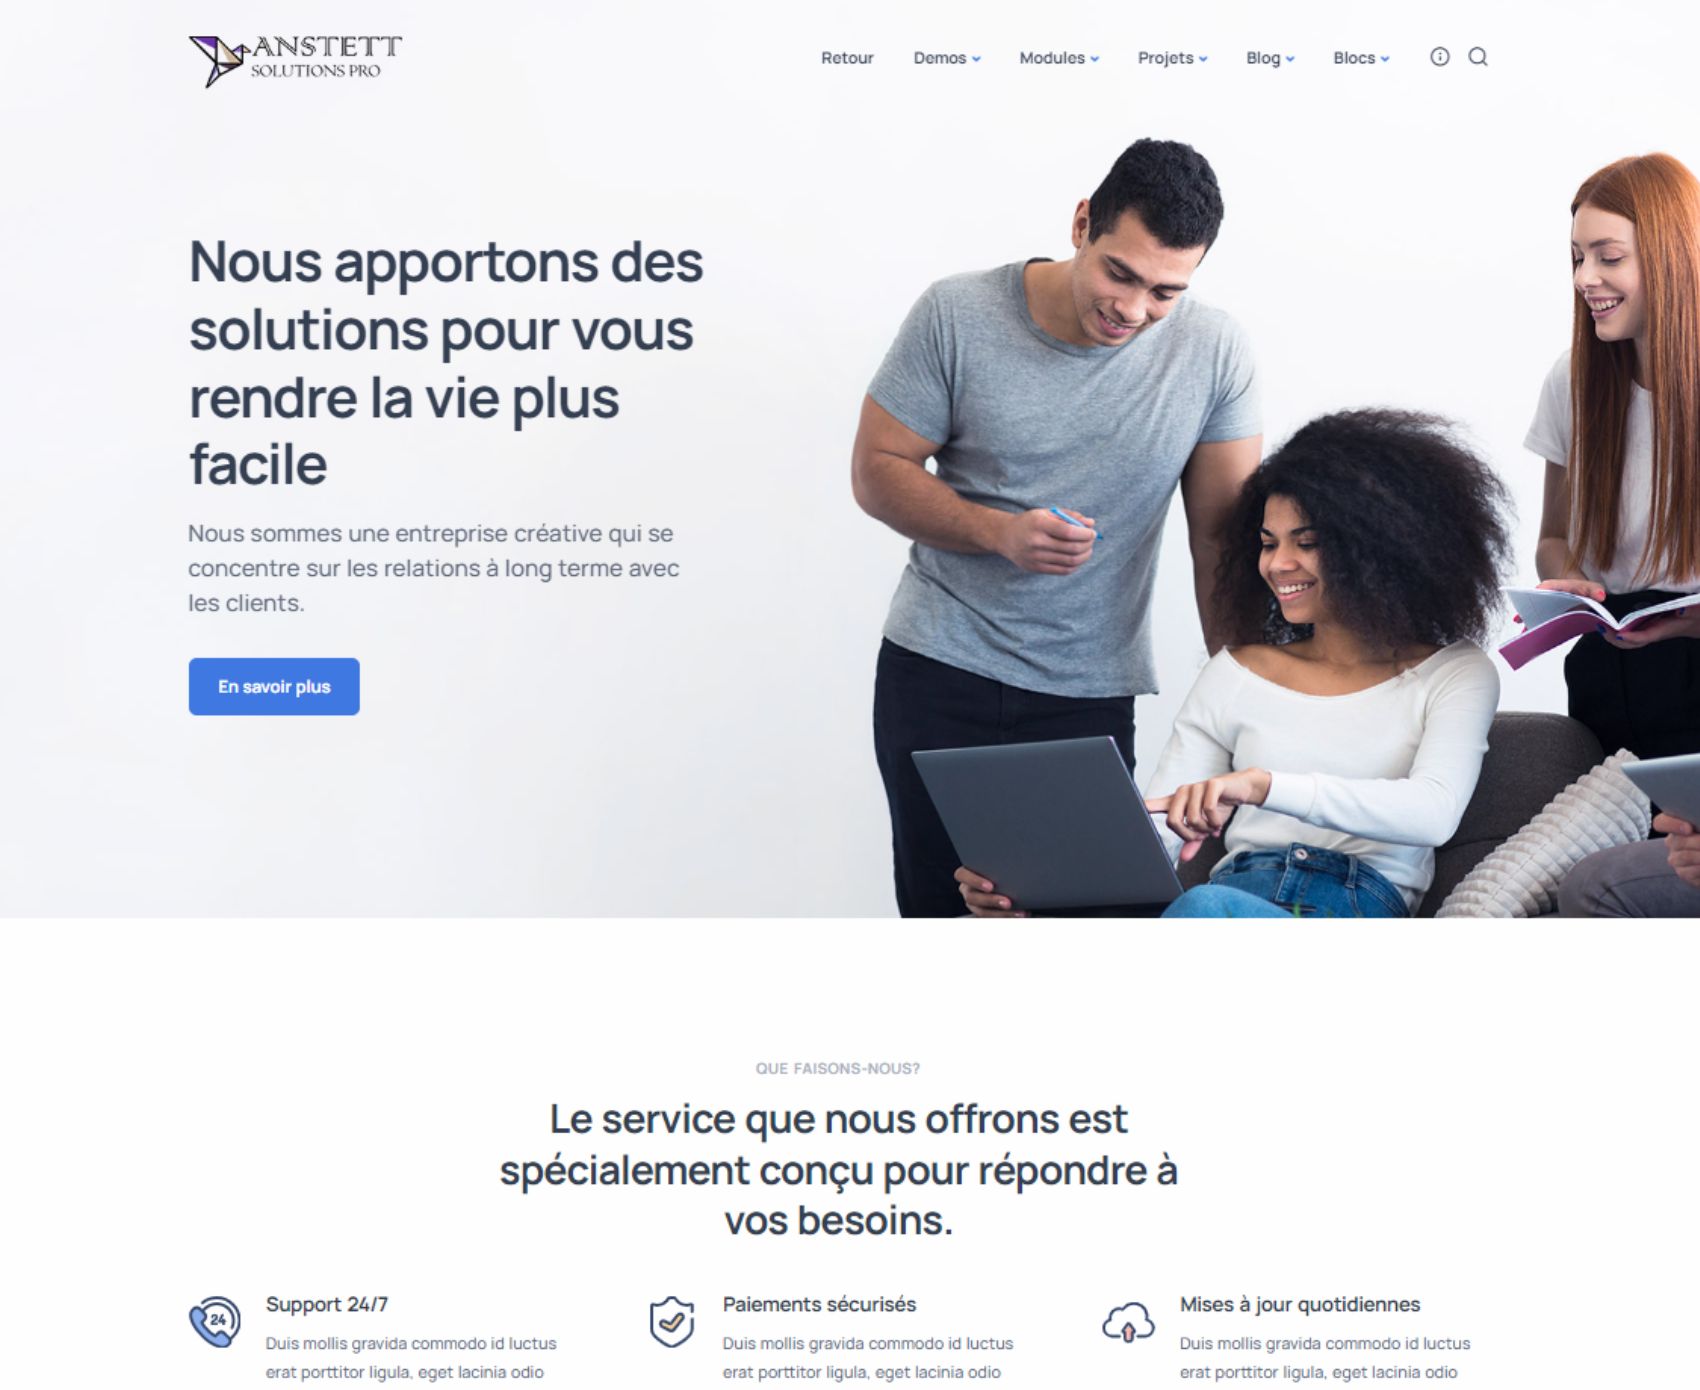 ANSTETT
SOLUTIONS PRO
Retour Demos Modules Projets Blog Blocs
Nous apportons des
solutions pour vous
rendre la vie plus
facile
Nous sommes une entreprise créative qui se
concentre sur les relations à long terme avec
les clients.
En savoir plus
QUE FAISONS-NOUS?
Le service que nous offrons est
spécialement conçu pour répondre à
vos besoins.
24
Support 24/7
Duis mollis gravida commodo id luctus
erat porttitor ligula, eget lacinia odio
Paiements sécurisés
Duis mollis gravida commodo id luctus
erat porttitor ligula, eget lacinia odio
Mises à jour quotidiennes
Duis mollis gravida commodo id luctus
erat porttitor ligula, eget lacinia odio